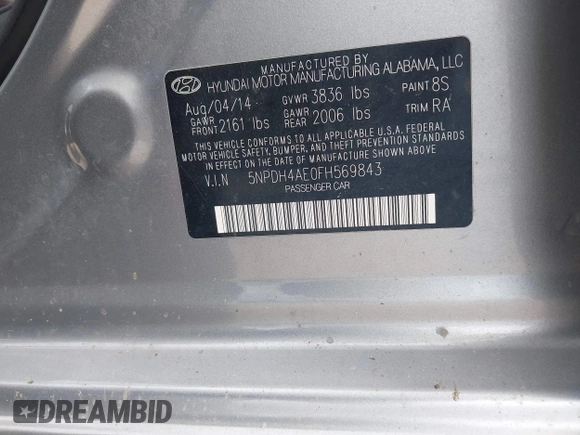 MANUFACTURED BY
HYUNDAI MOTOR MANUFACTURING ALABAMA, LLC
Aug/04/14 GVWR 3836 lbs PAINT 8S
GAWR FRONT 2161 lbs GAWR REAR 2006 lbs TRIM RA
THIS VEHICLE CONFORMS TO ALL APPLICABLE U.S.A. FEDERAL
MOTOR VEHICLE SAFETY, BUMPER, AND THEFT PREVENTION STANDARDS
IN EFFECT ON THE DATE OF MANUFACTURE SHOWN ABOVE.
V.I.N 5NPDH4AE0FH569843
PASSENGER CAR
DREAMBID